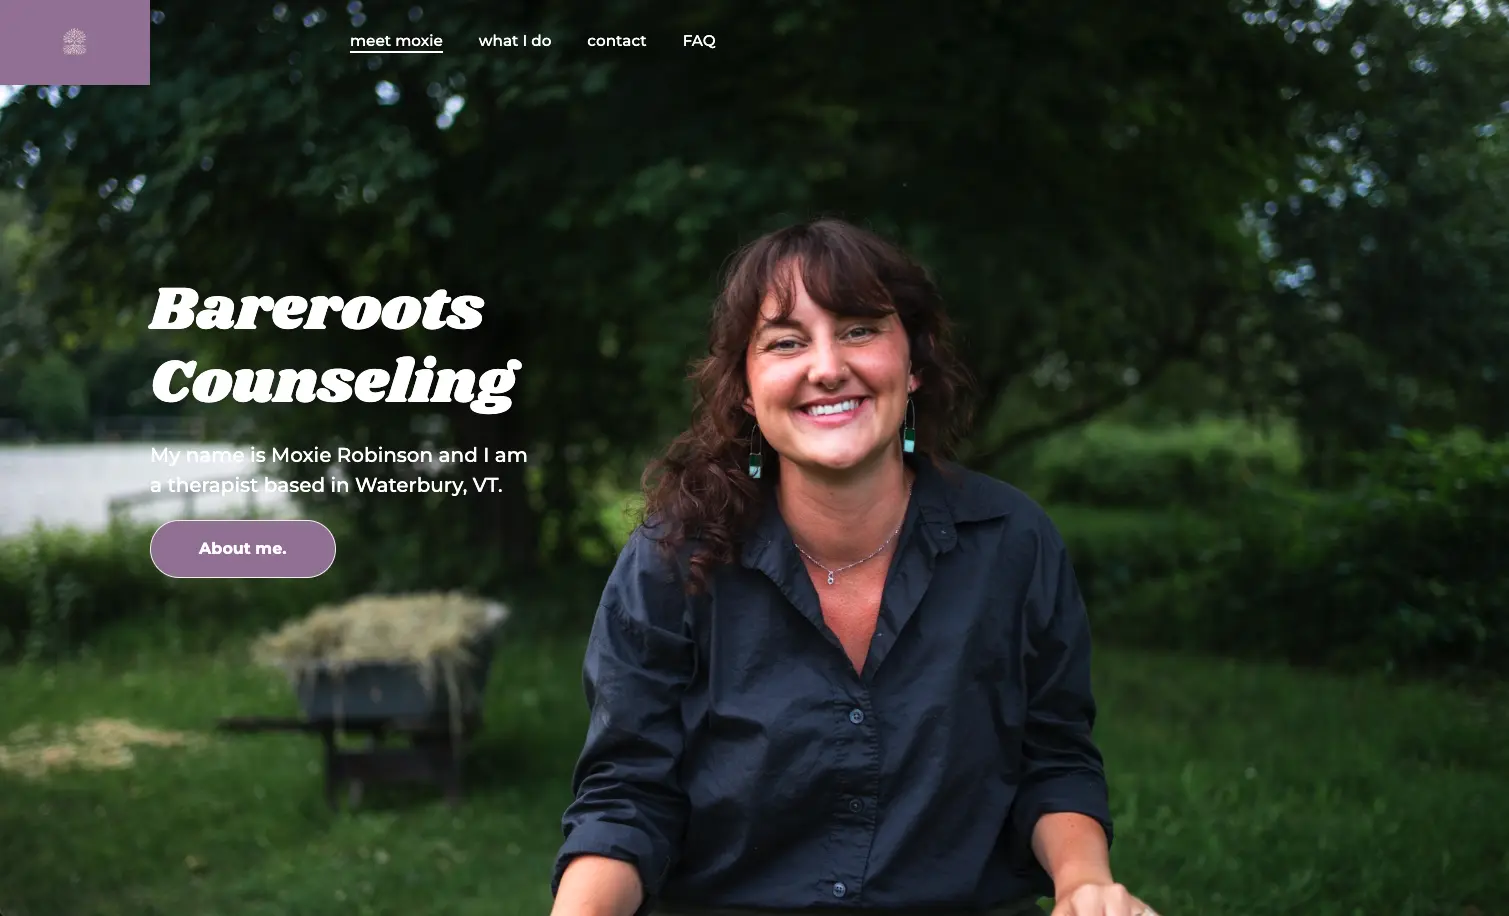 meet moxie what I do contact FAQ
Bareroots
Counseling
My name is Moxie Robinson and I am
a therapist based in Waterbury, VT.
About me.